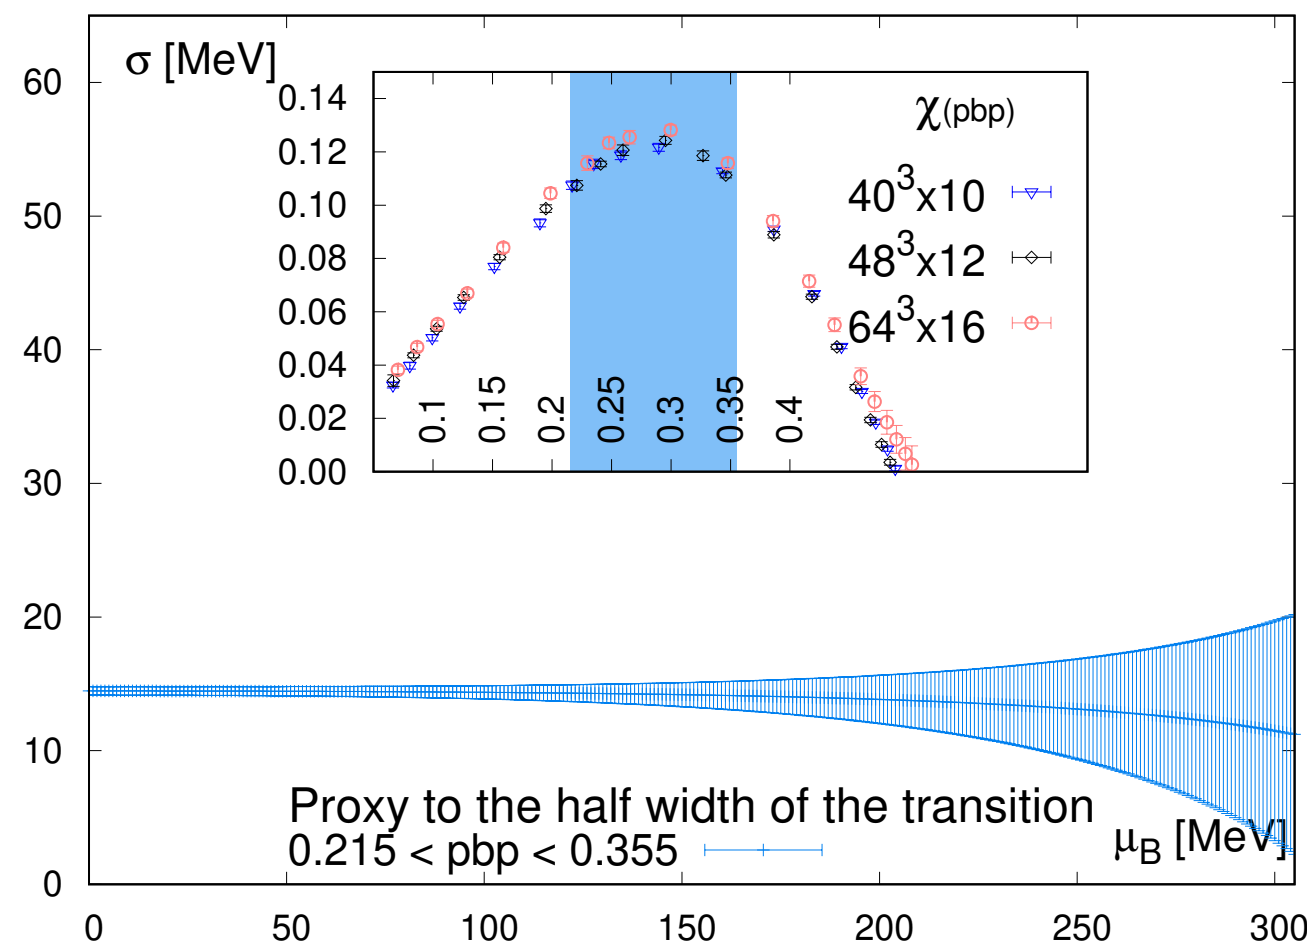 σ [MeV]
60
50
40
30
20
10
0
0.14
0.12
0.10
0.08
0.06
0.04
0.02
0.00
χ(pbp)
40³x10
48³x12
64³x16
0.1 0.15 0.2 0.25 0.3 0.35 0.4
Proxy to the half width of the transition
0.215 < pbp < 0.355
μ_B [MeV]
0 50 100 150 200 250 300